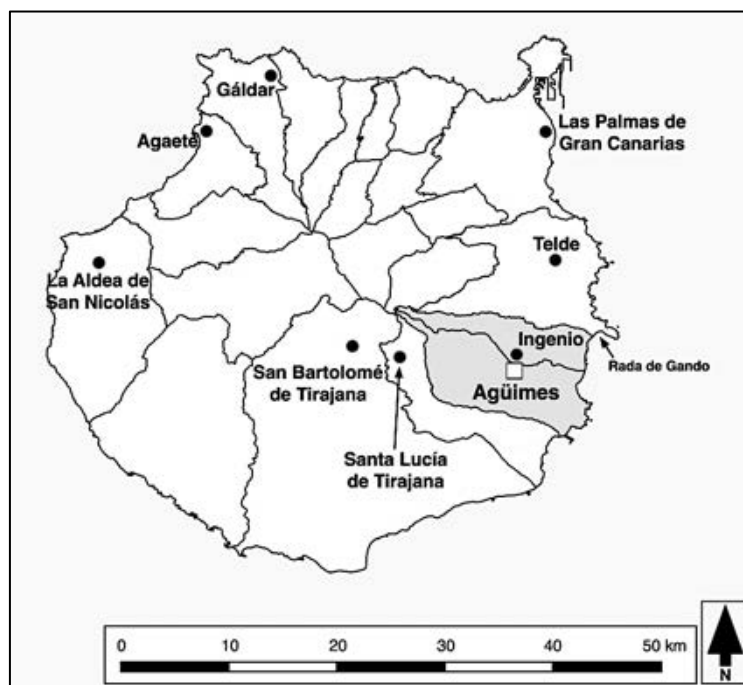 Gáldar
Agaete
Las Palmas de
Gran Canarias
Telde
La Aldea de
San Nicolás
Ingenio
Rada de Gando
San Bartolomé
de Tirajana
Agüimes
Santa Lucía
de Tirajana
0 10 20 30 40 50 km
N